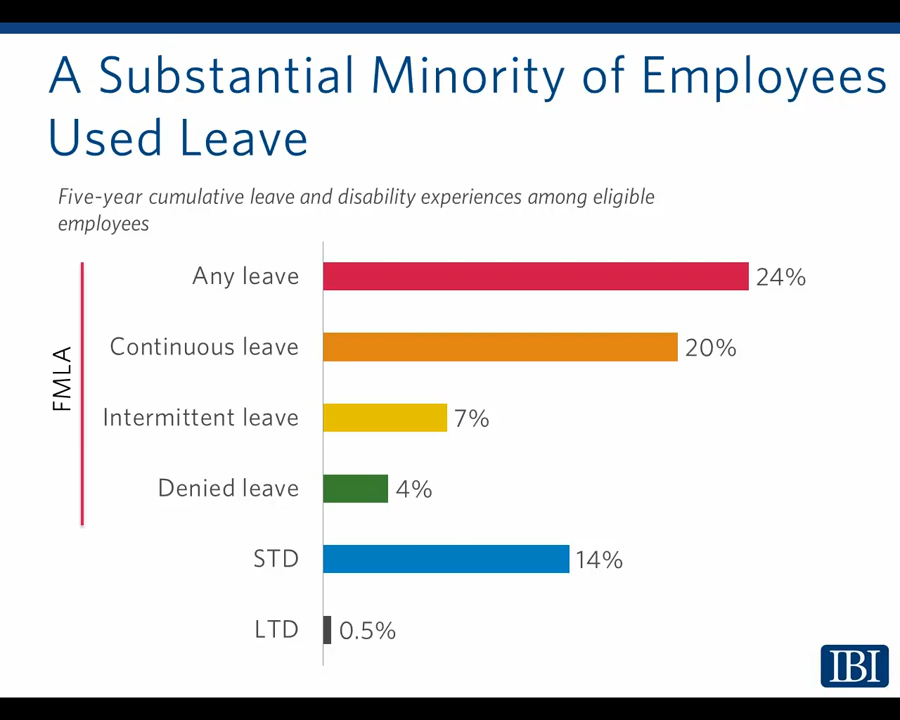 A Substantial Minority of Employees
Used Leave
Five-year cumulative leave and disability experiences among eligible
employees
FMLA
Any leave 24%
Continuous leave 20%
Intermittent leave 7%
Denied leave 4%
STD 14%
LTD 0.5%
IBI